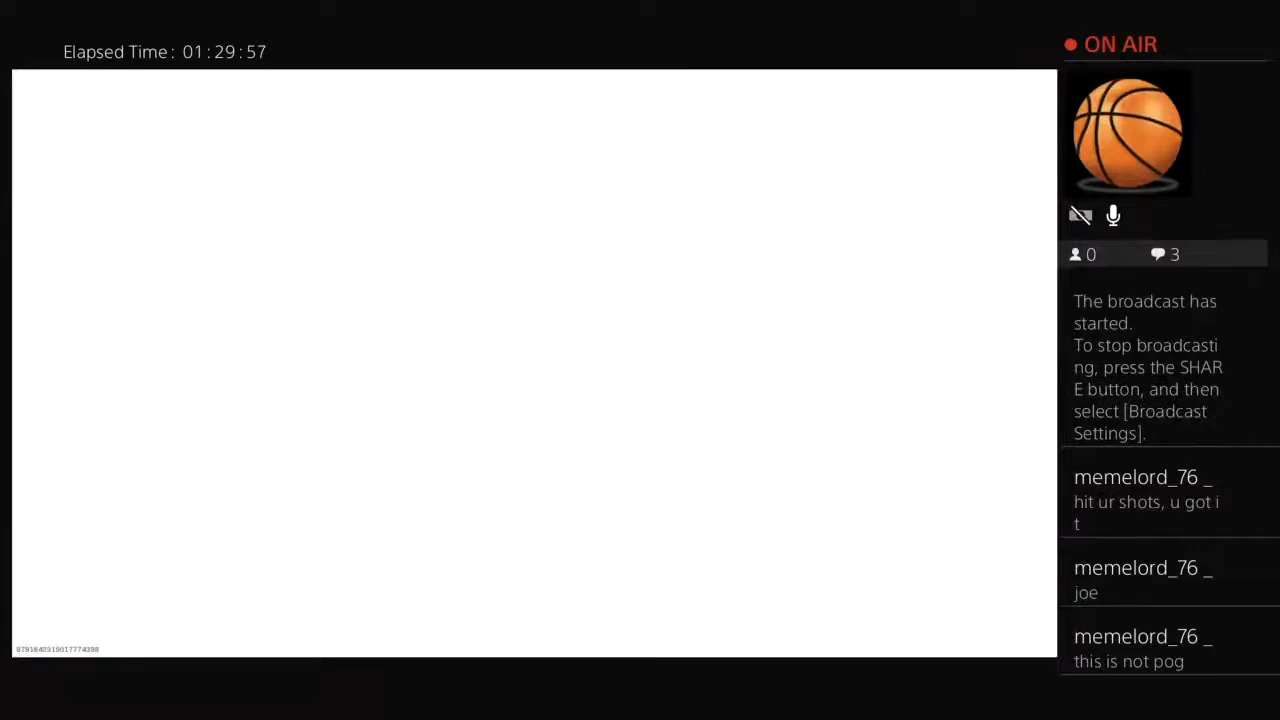 Elapsed Time: 01:29:57
ON AIR
0
3
The broadcast has
started.
To stop broadcasti
ng, press the SHAR
E button, and then
select [Broadcast
Settings].
memelord_76 _
hit ur shots, u got i
t
memelord_76 _
joe
memelord_76 _
this is not pog